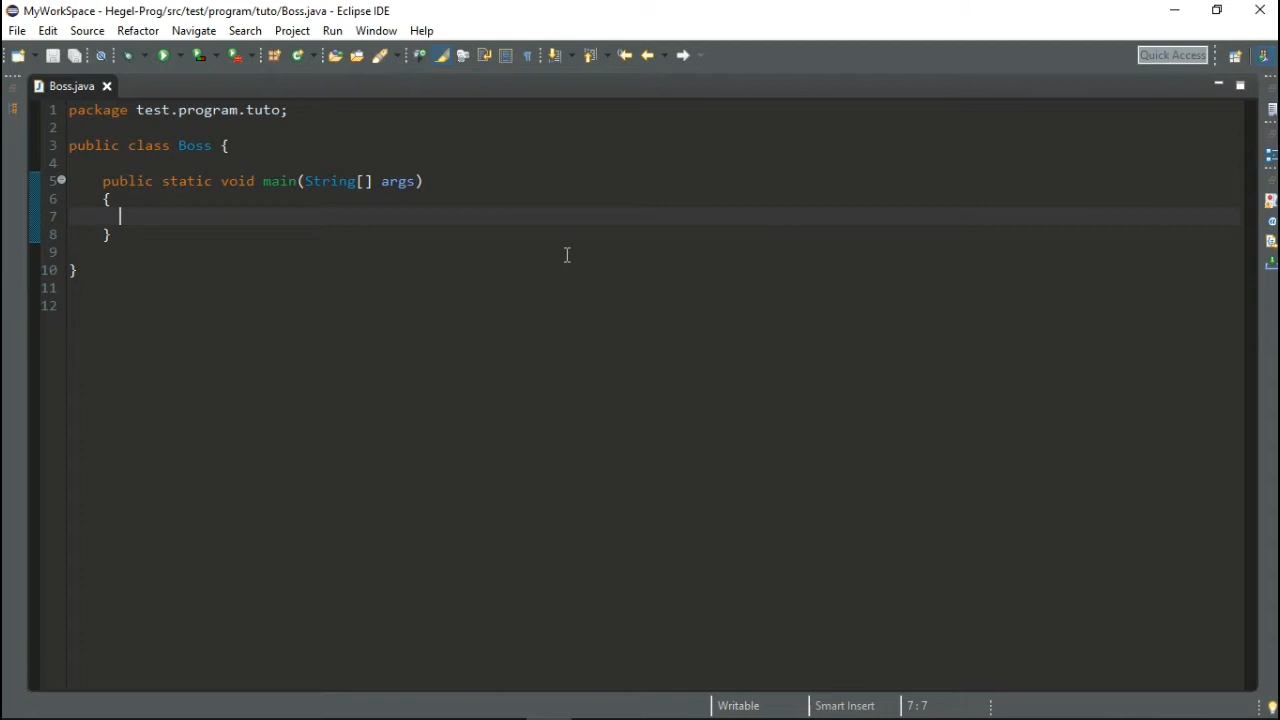 MyWorkSpace - Hegel-Prog/src/test/program/tuto/Boss.java - Eclipse IDE
File Edit Source Refactor Navigate Search Project Run Window Help
Quick Access
Boss.java
1 package test.program.tuto;
2
3 public class Boss {
4
5 public static void main(String[] args)
6 {
7
8 }
9
10 }
11
12
Writable Smart Insert 7:7